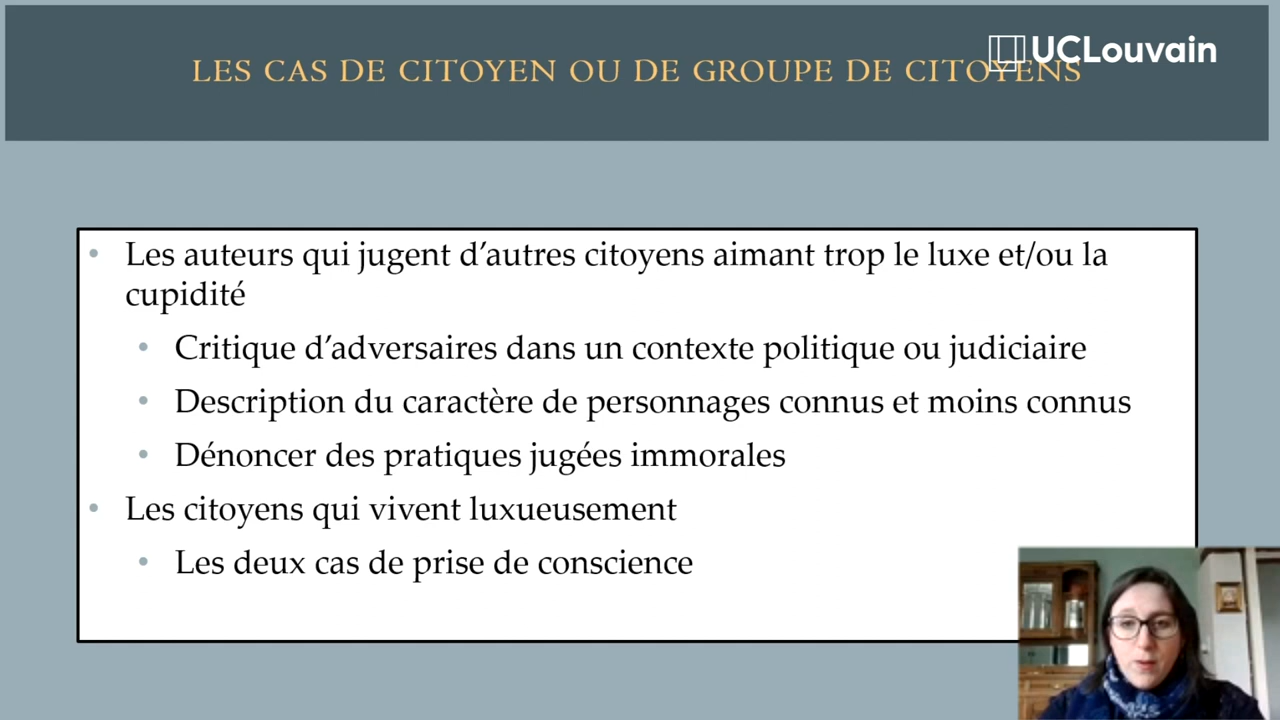 UCLouvain
LES CAS DE CITOYEN OU DE GROUPE DE CITOYENS
• Les auteurs qui jugent d’autres citoyens aimant trop le luxe et/ou la
cupidité
• Critique d’adversaires dans un contexte politique ou judiciaire
• Description du caractère de personnages connus et moins connus
• Dénoncer des pratiques jugées immorales
• Les citoyens qui vivent luxueusement
• Les deux cas de prise de conscience